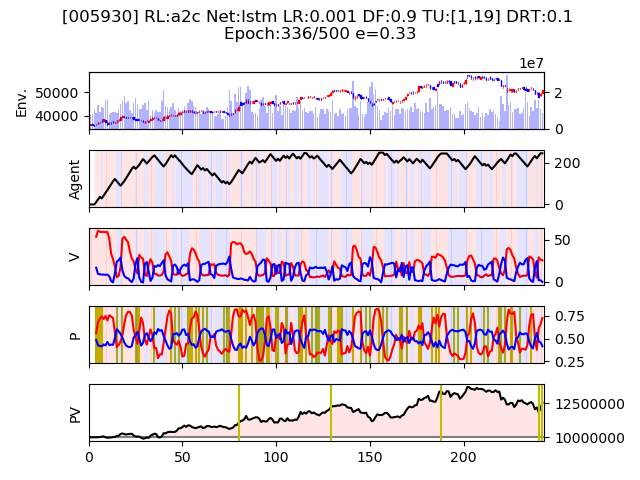 [005930] RL:a2c Net:lstm LR:0.001 DF:0.9 TU:[1,19] DRT:0.1
Epoch:336/500 e=0.33
1e7
Env.
50000
40000
2
0
Agent
200
0
V
50
0
P
0.75
0.50
0.25
PV
12500000
10000000
0 50 100 150 200